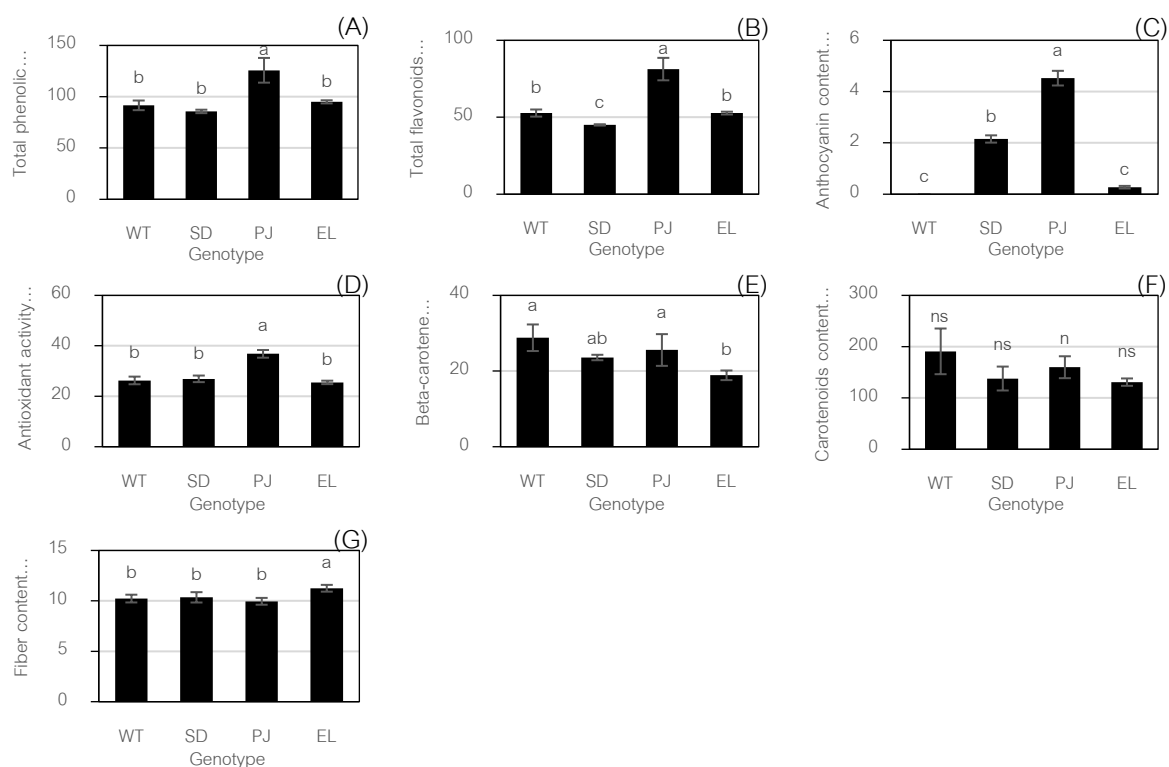 (A)
Total phenolic...
150
100
50
0
b
b
a
b
WT SD PJ EL
Genotype
(B)
Total flavonoids...
100
50
0
b
c
a
b
WT SD PJ EL
Genotype
(C)
Anthocyanin content...
6
4
2
0
c
b
a
c
WT SD PJ EL
Genotype
(D)
Antioxidant activity...
60
40
20
0
b
b
a
b
WT SD PJ EL
Genotype
(E)
Beta-carotene...
40
20
0
a
ab
a
b
WT SD PJ EL
Genotype
(F)
Carotenoids content...
300
200
100
0
ns
ns
n
ns
WT SD PJ EL
Genotype
(G)
Fiber content...
15
10
5
0
b
b
b
a
WT SD PJ EL
Genotype